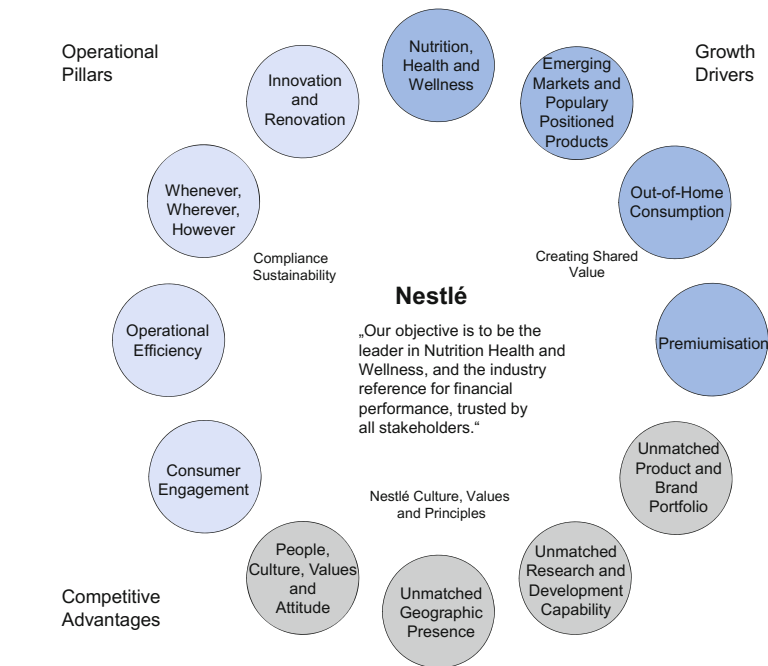 Operational
Pillars
Growth
Drivers
Nutrition,
Health and
Wellness
Emerging
Markets and
Populary
Positioned
Products
Out-of-Home
Consumption
Premiumisation
Unmatched
Product and
Brand
Portfolio
Unmatched
Research and
Development
Capability
Unmatched
Geographic
Presence
People,
Culture, Values
and
Attitude
Consumer
Engagement
Operational
Efficiency
Whenever,
Wherever,
However
Innovation
and
Renovation
Compliance
Sustainability
Creating Shared
Value
Nestlé
„Our objective is to be the
leader in Nutrition Health and
Wellness, and the industry
reference for financial
performance, trusted by
all stakeholders.“
Nestlé Culture, Values
and Principles
Competitive
Advantages